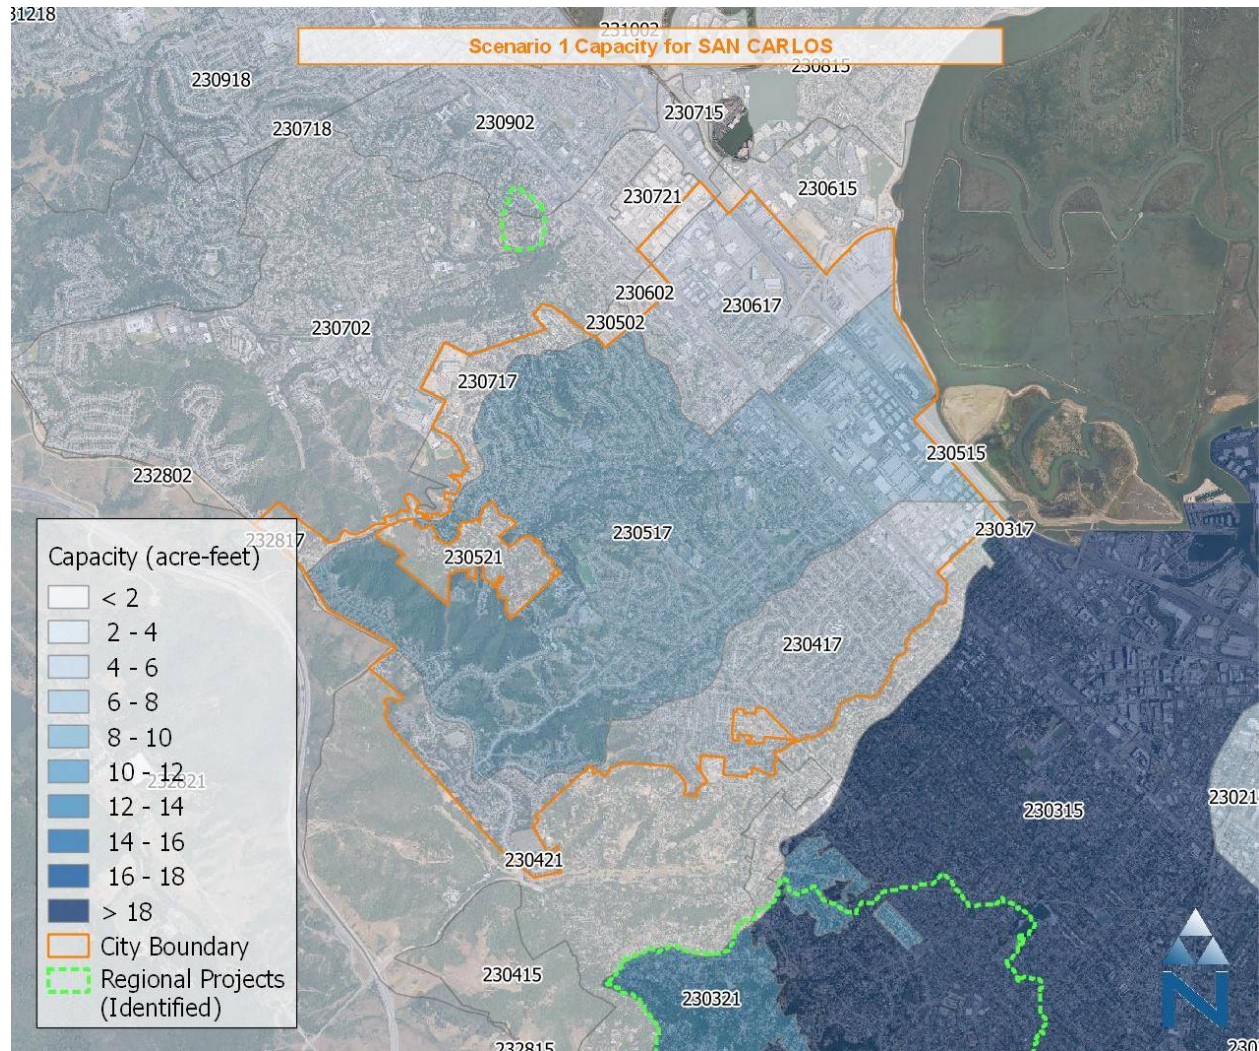 31218
231002
Scenario 1 Capacity for SAN CARLOS
230815
230918
230718
230902
230715
230721
230615
230602
230617
230502
230702
230717
232802
230515
230317
232817
230517
230521
Capacity (acre-feet)
< 2
2 - 4
4 - 6
6 - 8
8 - 10
10 - 12
12 - 14
14 - 16
16 - 18
> 18
City Boundary
Regional Projects
(Identified)
232821
230417
23021
230315
230421
230415
230321
232815
230
N